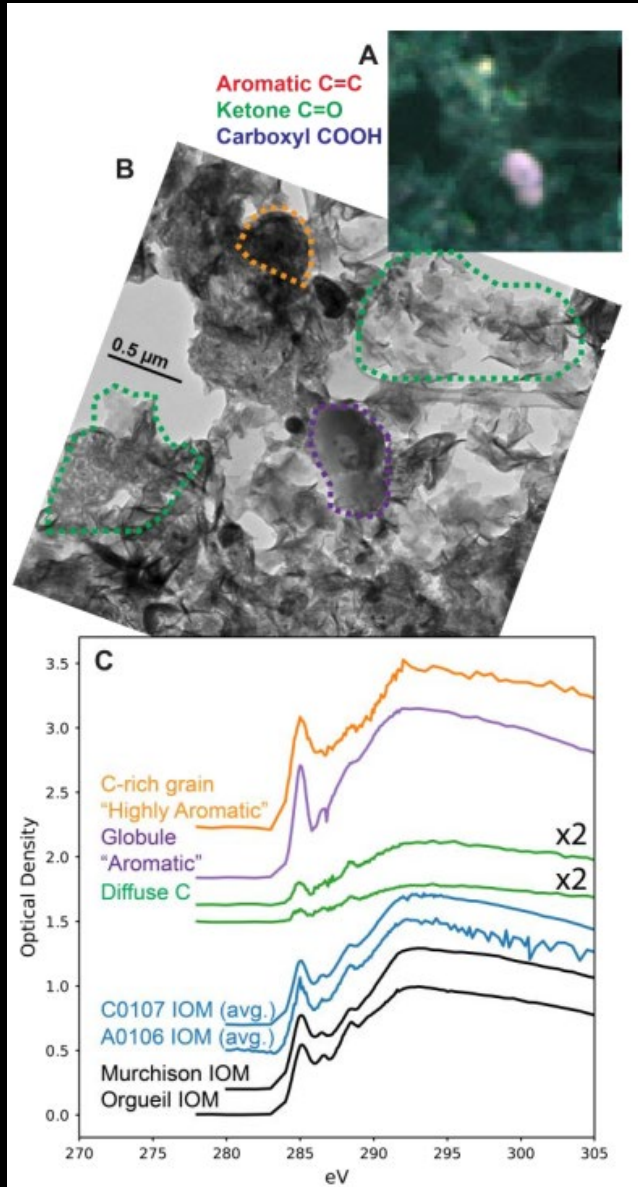 A
Aromatic C=C
Ketone C=O
Carboxyl COOH
B
0.5 µm
C
3.5
3.0
2.5
2.0
1.5
1.0
0.5
0.0
Optical Density
C-rich grain
“Highly Aromatic”
Globule
“Aromatic”
Diffuse C
x2
x2
C0107 IOM (avg.)
A0106 IOM (avg.)
Murchison IOM
Orgueil IOM
270 275 280 285 290 295 300 305
eV